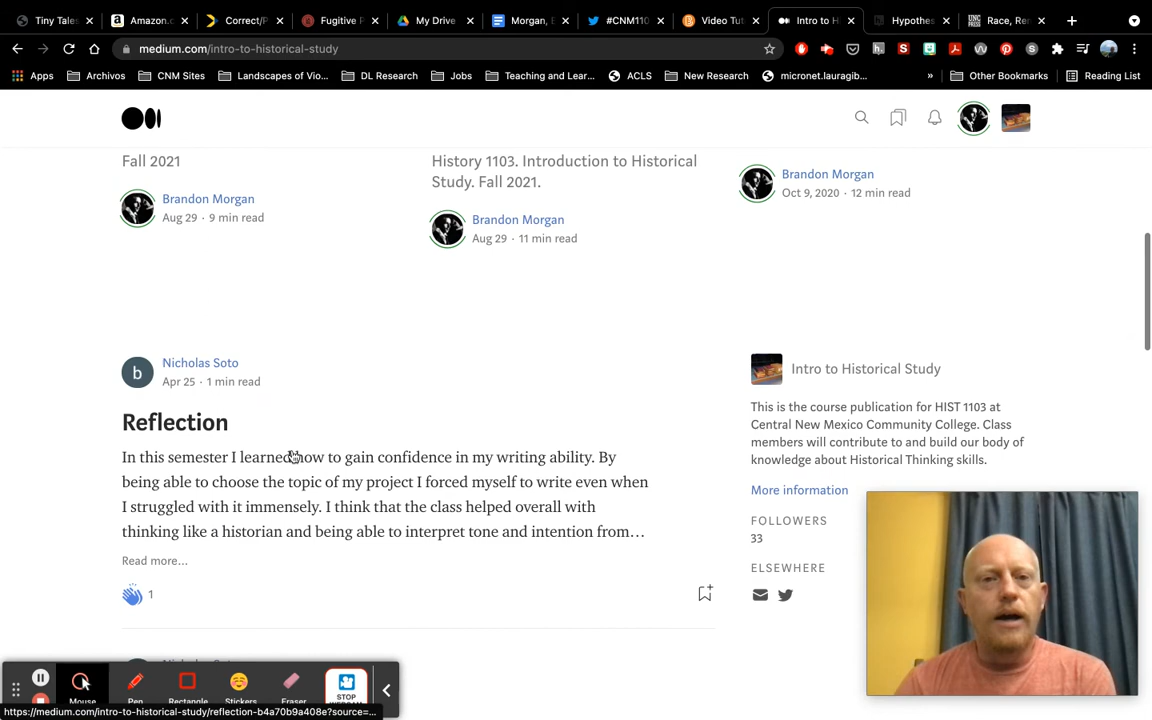 Tiny Tales
Amazon.c
Correct/P
Fugitive P
My Drive
Morgan, B
#CNM110
Video Tut
Intro to H
Hypothes
Race, Rer
medium.com/intro-to-historical-study
Apps
Archivos
CNM Sites
Landscapes of Vio...
DL Research
Jobs
Teaching and Lear...
ACLS
New Research
micronet.lauragib...
»
Other Bookmarks
Reading List
Fall 2021
Brandon Morgan
Aug 29 · 9 min read
History 1103. Introduction to Historical
Study. Fall 2021.
Brandon Morgan
Aug 29 · 11 min read
Brandon Morgan
Oct 9, 2020 · 12 min read
b
Nicholas Soto
Apr 25 · 1 min read
Reflection
In this semester I learned how to gain confidence in my writing ability. By
being able to choose the topic of my project I forced myself to write even when
I struggled with it immensely. I think that the class helped overall with
thinking like a historian and being able to interpret tone and intention from...
Read more...
1
Intro to Historical Study
This is the course publication for HIST 1103 at
Central New Mexico Community College. Class
members will contribute to and build our body of
knowledge about Historical Thinking skills.
More information
FOLLOWERS
33
ELSEWHERE
Mouse
Pen
Rectangle
Stickers
Eraser
STOP
https://medium.com/intro-to-historical-study/reflection-b4a70b9a408e?source=...